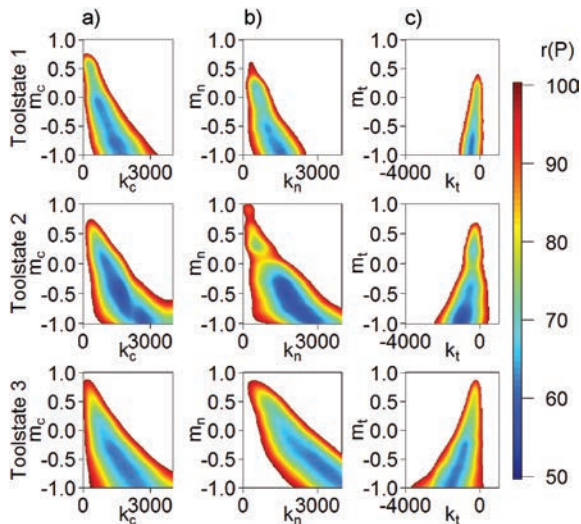 a) b) c)
r(P)
Toolstate 1
m_c
1.0
0.5
0.0
-0.5
-1.0
0 3000
k_c
m_n
1.0
0.5
0.0
-0.5
-1.0
0 3000
k_n
m_t
1.0
0.5
0.0
-0.5
-1.0
-4000 0
k_t
Toolstate 2
m_c
1.0
0.5
0.0
-0.5
-1.0
0 3000
k_c
m_n
1.0
0.5
0.0
-0.5
-1.0
0 3000
k_n
m_t
1.0
0.5
0.0
-0.5
-1.0
-4000 0
k_t
Toolstate 3
m_c
1.0
0.5
0.0
-0.5
-1.0
0 3000
k_c
m_n
1.0
0.5
0.0
-0.5
-1.0
0 3000
k_n
m_t
1.0
0.5
0.0
-0.5
-1.0
-4000 0
k_t
100
90
80
70
60
50